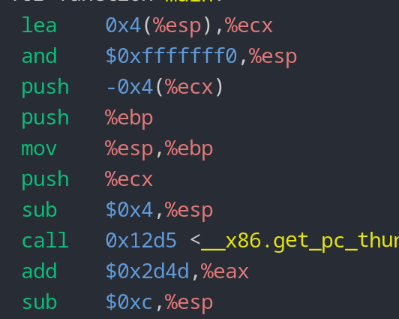 lea 0x4(%esp),%ecx
and $0xfffffff0,%esp
push -0x4(%ecx)
push %ebp
mov %esp,%ebp
push %ecx
sub $0x4,%esp
call 0x12d5 <__x86.get_pc_thu
add $0x2d4d,%eax
sub $0xc,%esp